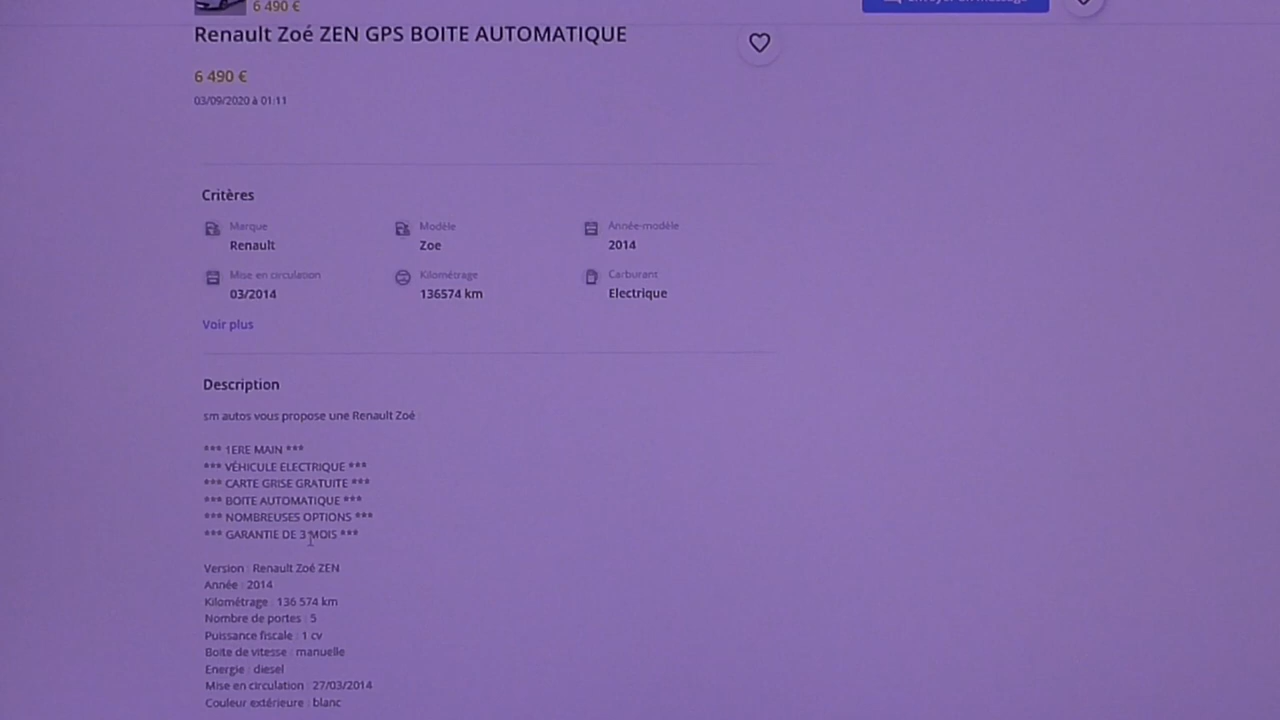 6 490 €
Envoyer un message
Renault Zoé ZEN GPS BOITE AUTOMATIQUE
6 490 €
03/09/2020 à 01:11
Critères
Marque
Renault
Modèle
Zoe
Année-modèle
2014
Mise en circulation
03/2014
Kilométrage
136574 km
Carburant
Electrique
Voir plus
Description
sm autos vous propose une Renault Zoé
*** 1ERE MAIN ***
*** VÉHICULE ELECTRIQUE ***
*** CARTE GRISE GRATUITE ***
*** BOITE AUTOMATIQUE ***
*** NOMBREUSES OPTIONS ***
*** GARANTIE DE 3 MOIS ***
Version : Renault Zoé ZEN
Année : 2014
Kilométrage : 136 574 km
Nombre de portes : 5
Puissance fiscale : 1 cv
Boite de vitesse : manuelle
Energie : diesel
Mise en circulation : 27/03/2014
Couleur extérieure : blanc